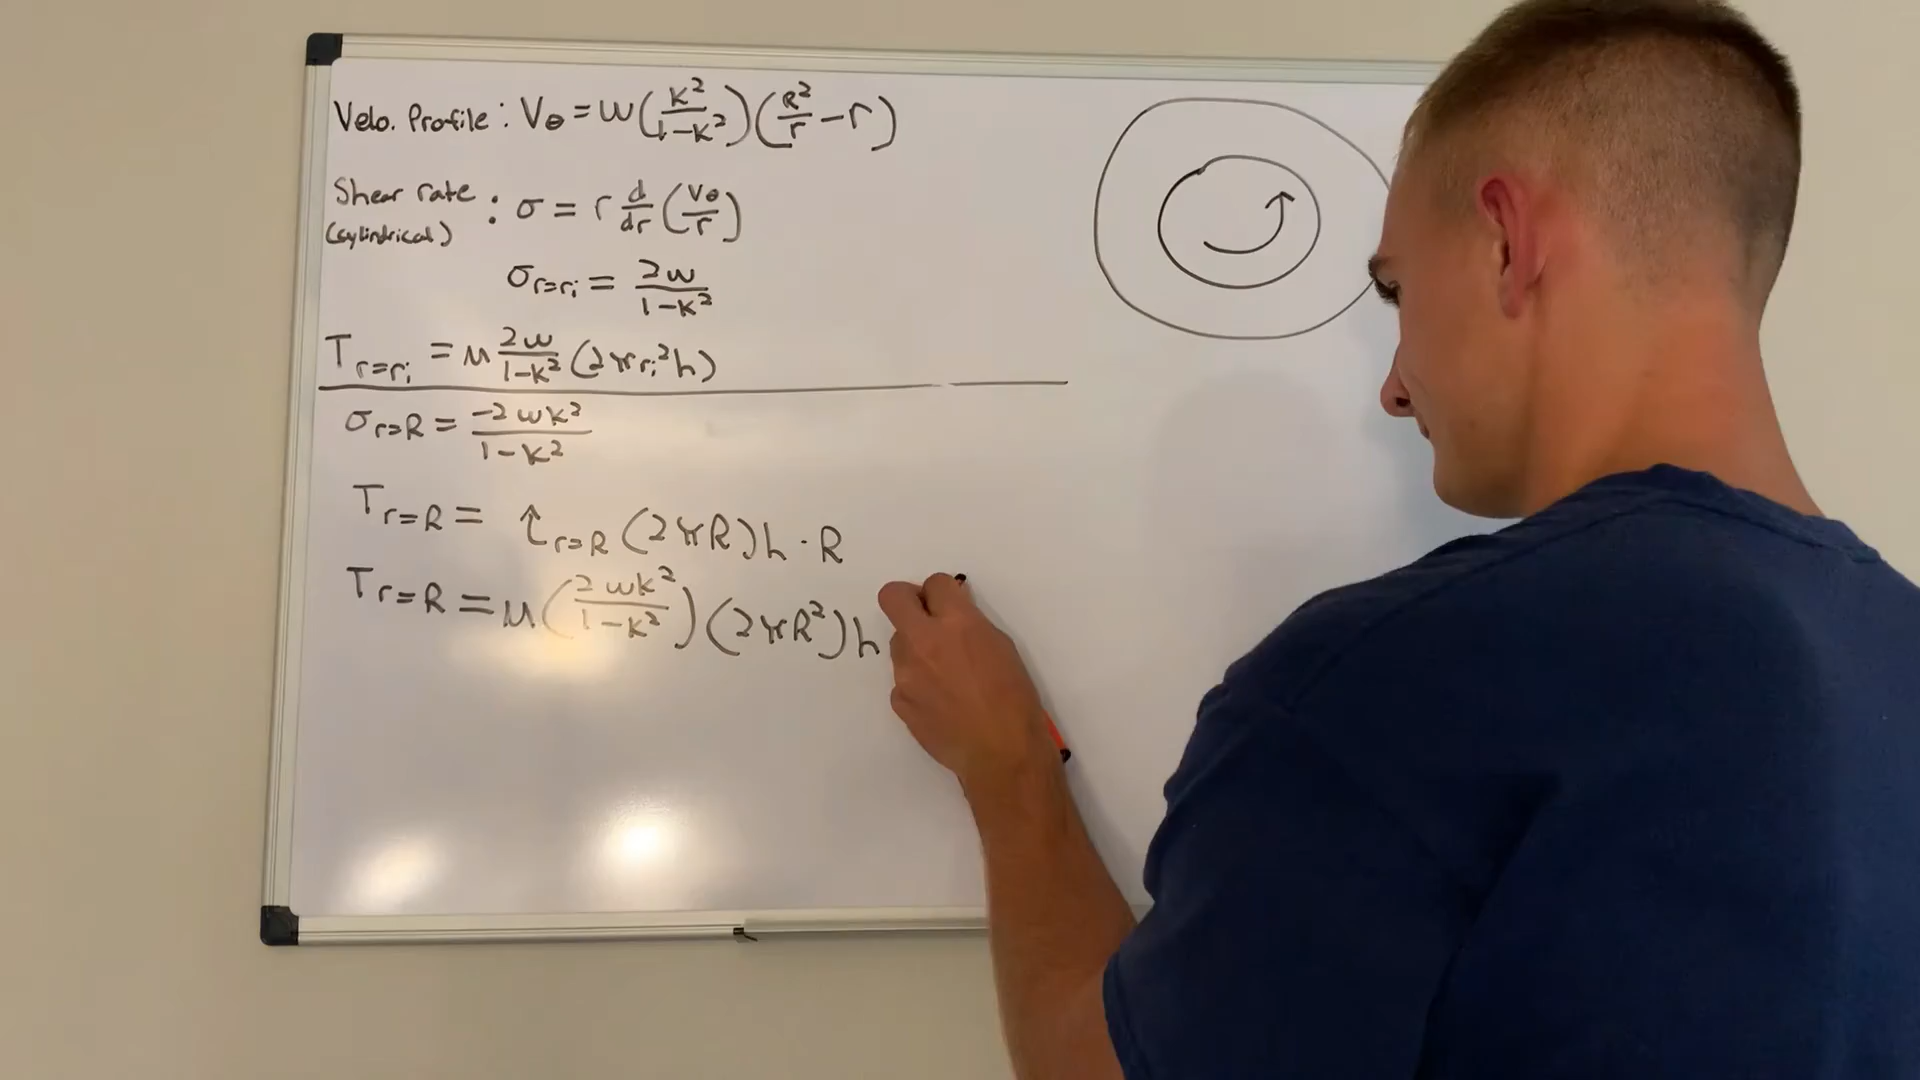 Velo. Profile: Vθ = ω(K²/1-K²)(R²/r - r)
Shear rate (cylindrical) : σ = r d/dr (Vθ/r)
σr=ri = 2ω/1-K²
Tr=ri = μ 2ω/1-K² (2πri²h)
σr=R = -2ωK²/1-K²
Tr=R = τr=R (2πR)h · R
Tr=R = μ(2ωK²/1-K²)(2πR²)h